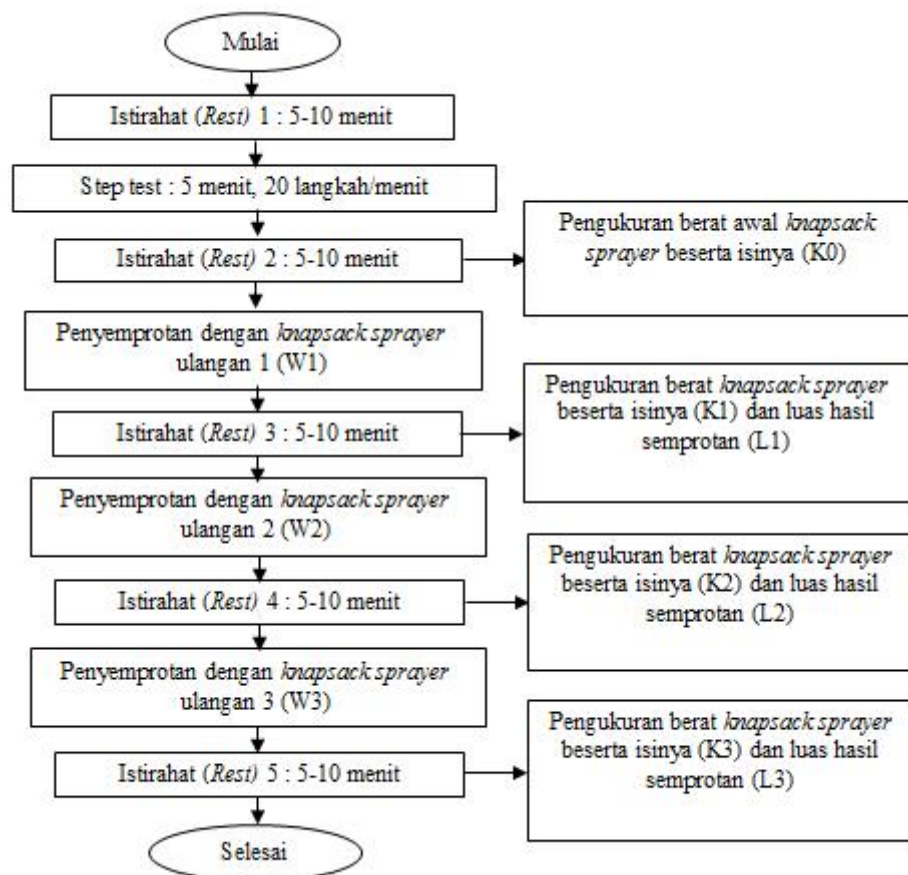 Mulai
Istirahat (Rest) 1 : 5-10 menit
Step test : 5 menit, 20 langkah/menit
Istirahat (Rest) 2 : 5-10 menit
Pengukuran berat awal knapsack
sprayer beserta isinya (K0)
Penyemprotan dengan knapsack sprayer
ulangan 1 (W1)
Istirahat (Rest) 3 : 5-10 menit
Pengukuran berat knapsack sprayer
beserta isinya (K1) dan luas hasil
semprotan (L1)
Penyemprotan dengan knapsack sprayer
ulangan 2 (W2)
Istirahat (Rest) 4 : 5-10 menit
Pengukuran berat knapsack sprayer
beserta isinya (K2) dan luas hasil
semprotan (L2)
Penyemprotan dengan knapsack sprayer
ulangan 3 (W3)
Istirahat (Rest) 5 : 5-10 menit
Pengukuran berat knapsack sprayer
beserta isinya (K3) dan luas hasil
semprotan (L3)
Selesai